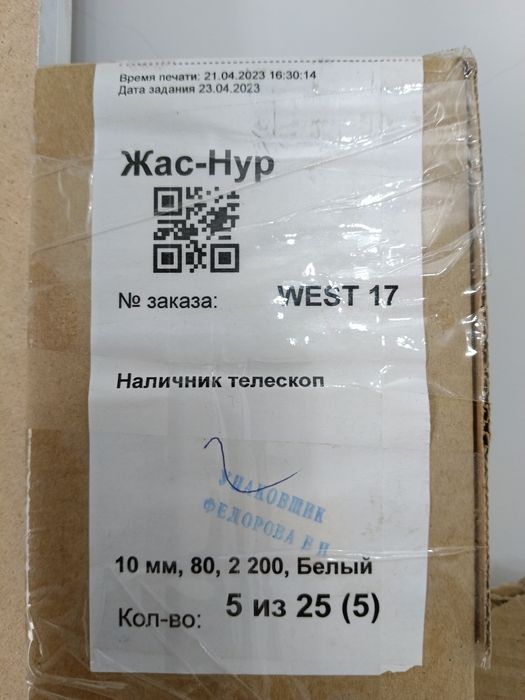 Время печати: 21.04.2023 16:30:14
Дата задания 23.04.2023
Жас-Нур
№ заказа: WEST 17
Наличник телескоп
УПАКОВЩИК
ФЕДОРОВА В Н
10 мм, 80, 2 200, Белый
Кол-во: 5 из 25 (5)